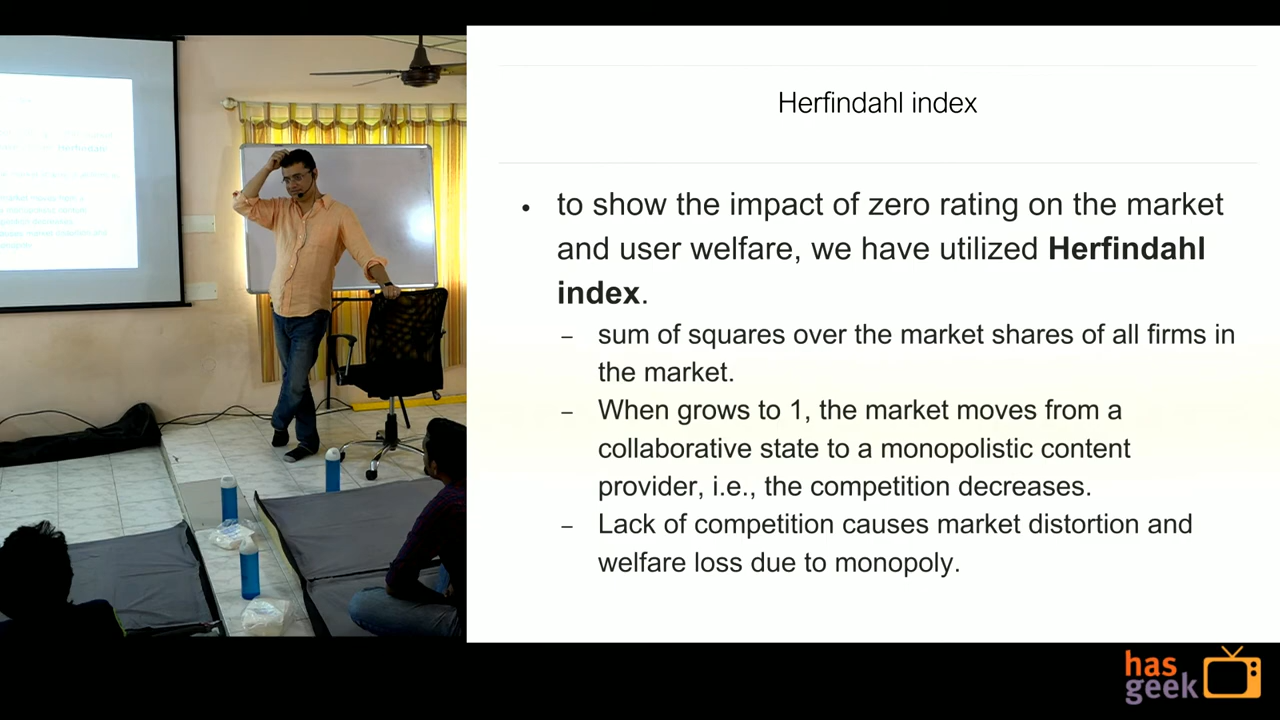 Herfindahl index
• to show the impact of zero rating on the market
and user welfare, we have utilized Herfindahl
index.
– sum of squares over the market shares of all firms in
the market.
– When grows to 1, the market moves from a
collaborative state to a monopolistic content
provider, i.e., the competition decreases.
– Lack of competition causes market distortion and
welfare loss due to monopoly.
has
geek